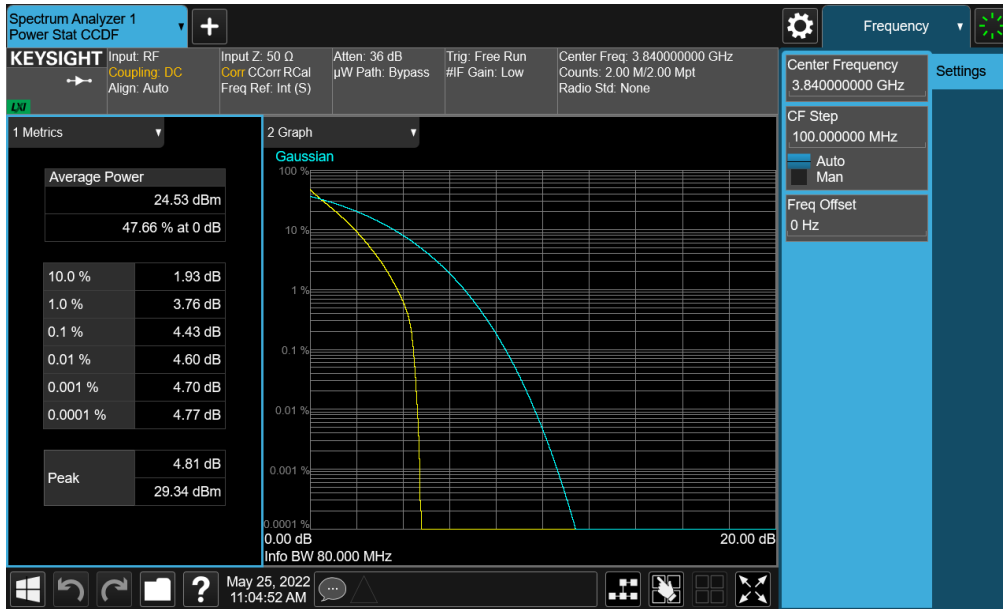 Spectrum Analyzer 1
Power Stat CCDF
Frequency
KEYSIGHT
LXI
Input: RF
Coupling: DC
Align: Auto
Input Z: 50 Ω
Corr CCorr RCal
Freq Ref: Int (S)
Atten: 36 dB
µW Path: Bypass
Trig: Free Run
#IF Gain: Low
Center Freq: 3.840000000 GHz
Counts: 2.00 M/2.00 Mpt
Radio Std: None
Center Frequency
3.840000000 GHz
Settings
CF Step
100.000000 MHz
Auto
Man
Freq Offset
0 Hz
1 Metrics
Average Power
24.53 dBm
47.66 % at 0 dB
10.0 % 1.93 dB
1.0 % 3.76 dB
0.1 % 4.43 dB
0.01 % 4.60 dB
0.001 % 4.70 dB
0.0001 % 4.77 dB
Peak
4.81 dB
29.34 dBm
2 Graph
Gaussian
100 %
10 %
1 %
0.1 %
0.01 %
0.001 %
0.0001 %
0.00 dB 20.00 dB
Info BW 80.000 MHz
?
May 25, 2022
11:04:52 AM